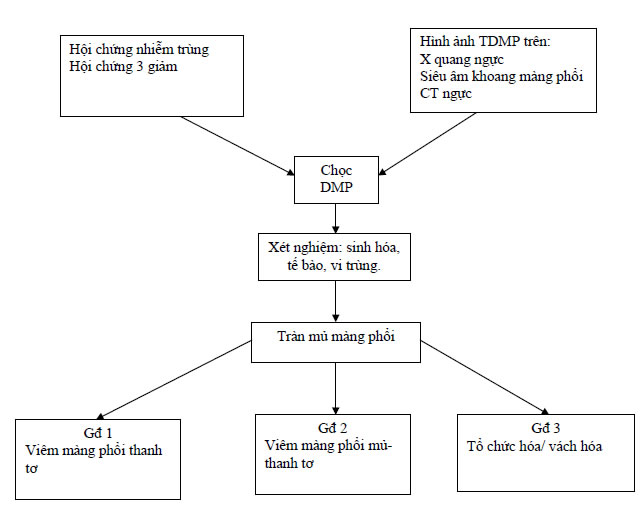 Hội chứng nhiễm trùng
Hội chứng 3 giảm
Hình ảnh TDMP trên:
X quang ngực
Siêu âm khoang màng phổi
CT ngực
Chọc
DMP
Xét nghiệm: sinh hóa,
tế bào, vi trùng.
Tràn mủ màng phổi
Gđ 1
Viêm màng phổi thanh
tơ
Gđ 2
Viêm màng phổi mủ-
thanh tơ
Gđ 3
Tổ chức hóa/ vách hóa